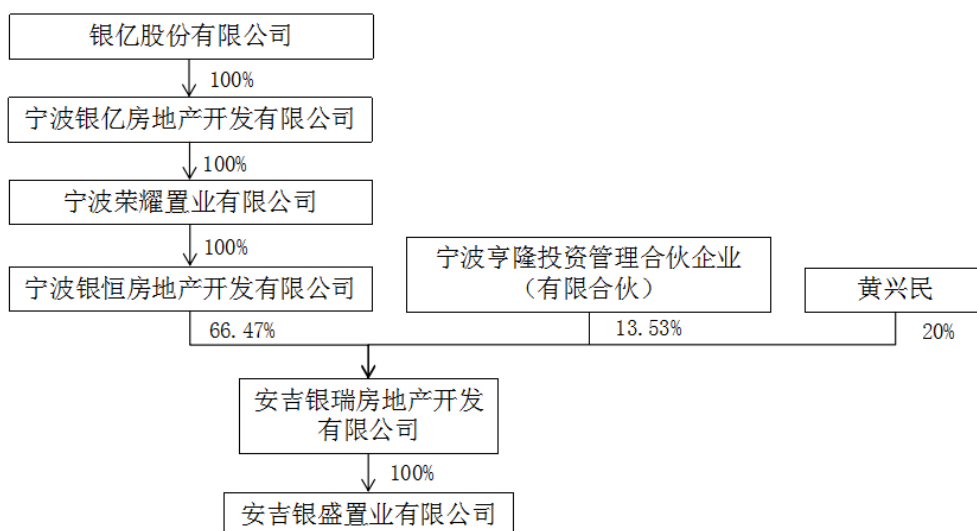 银亿股份有限公司
100%
宁波银亿房地产开发有限公司
100%
宁波荣耀置业有限公司
100%
宁波银恒房地产开发有限公司
宁波亨隆投资管理合伙企业
（有限合伙）
黄兴民
66.47%
13.53%
20%
安吉银瑞房地产开发
有限公司
100%
安吉银盛置业有限公司